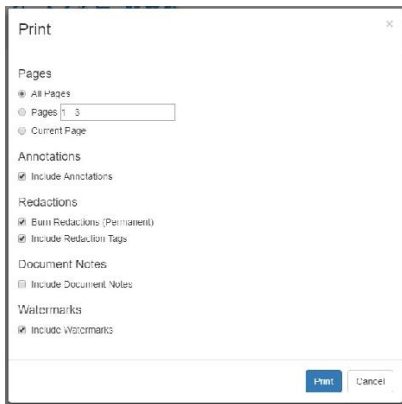 Print
×
Pages
All Pages
Pages 1 3
Current Page
Annotations
Include Annotations
Redactions
Burn Redactions (Permanent)
Include Redaction Tags
Document Notes
Include Document Notes
Watermarks
Include Watermarks
Print Cancel